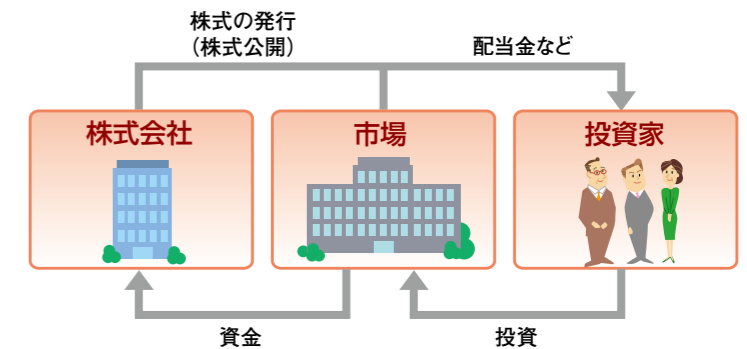 株式の発行
（株式公開）
配当金など
株式会社
市場
投資家
資金
投資